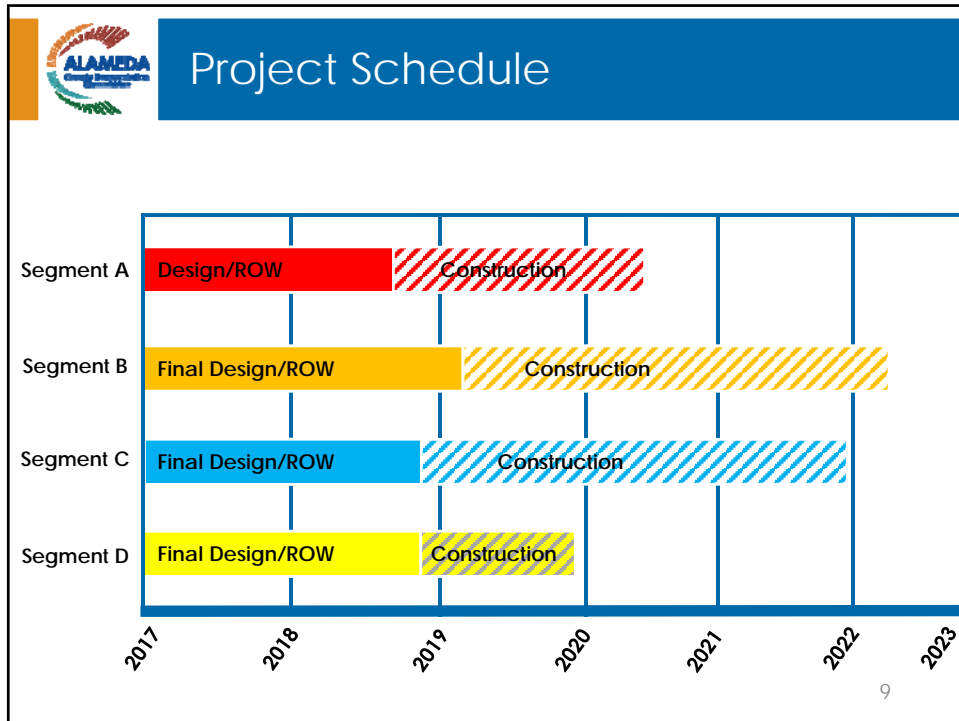 ALAMEDA
Project Schedule
Segment A
Design/ROW
Construction
Segment B
Final Design/ROW
Construction
Segment C
Final Design/ROW
Construction
Segment D
Final Design/ROW
Construction
2017
2018
2019
2020
2021
2022
2023
9